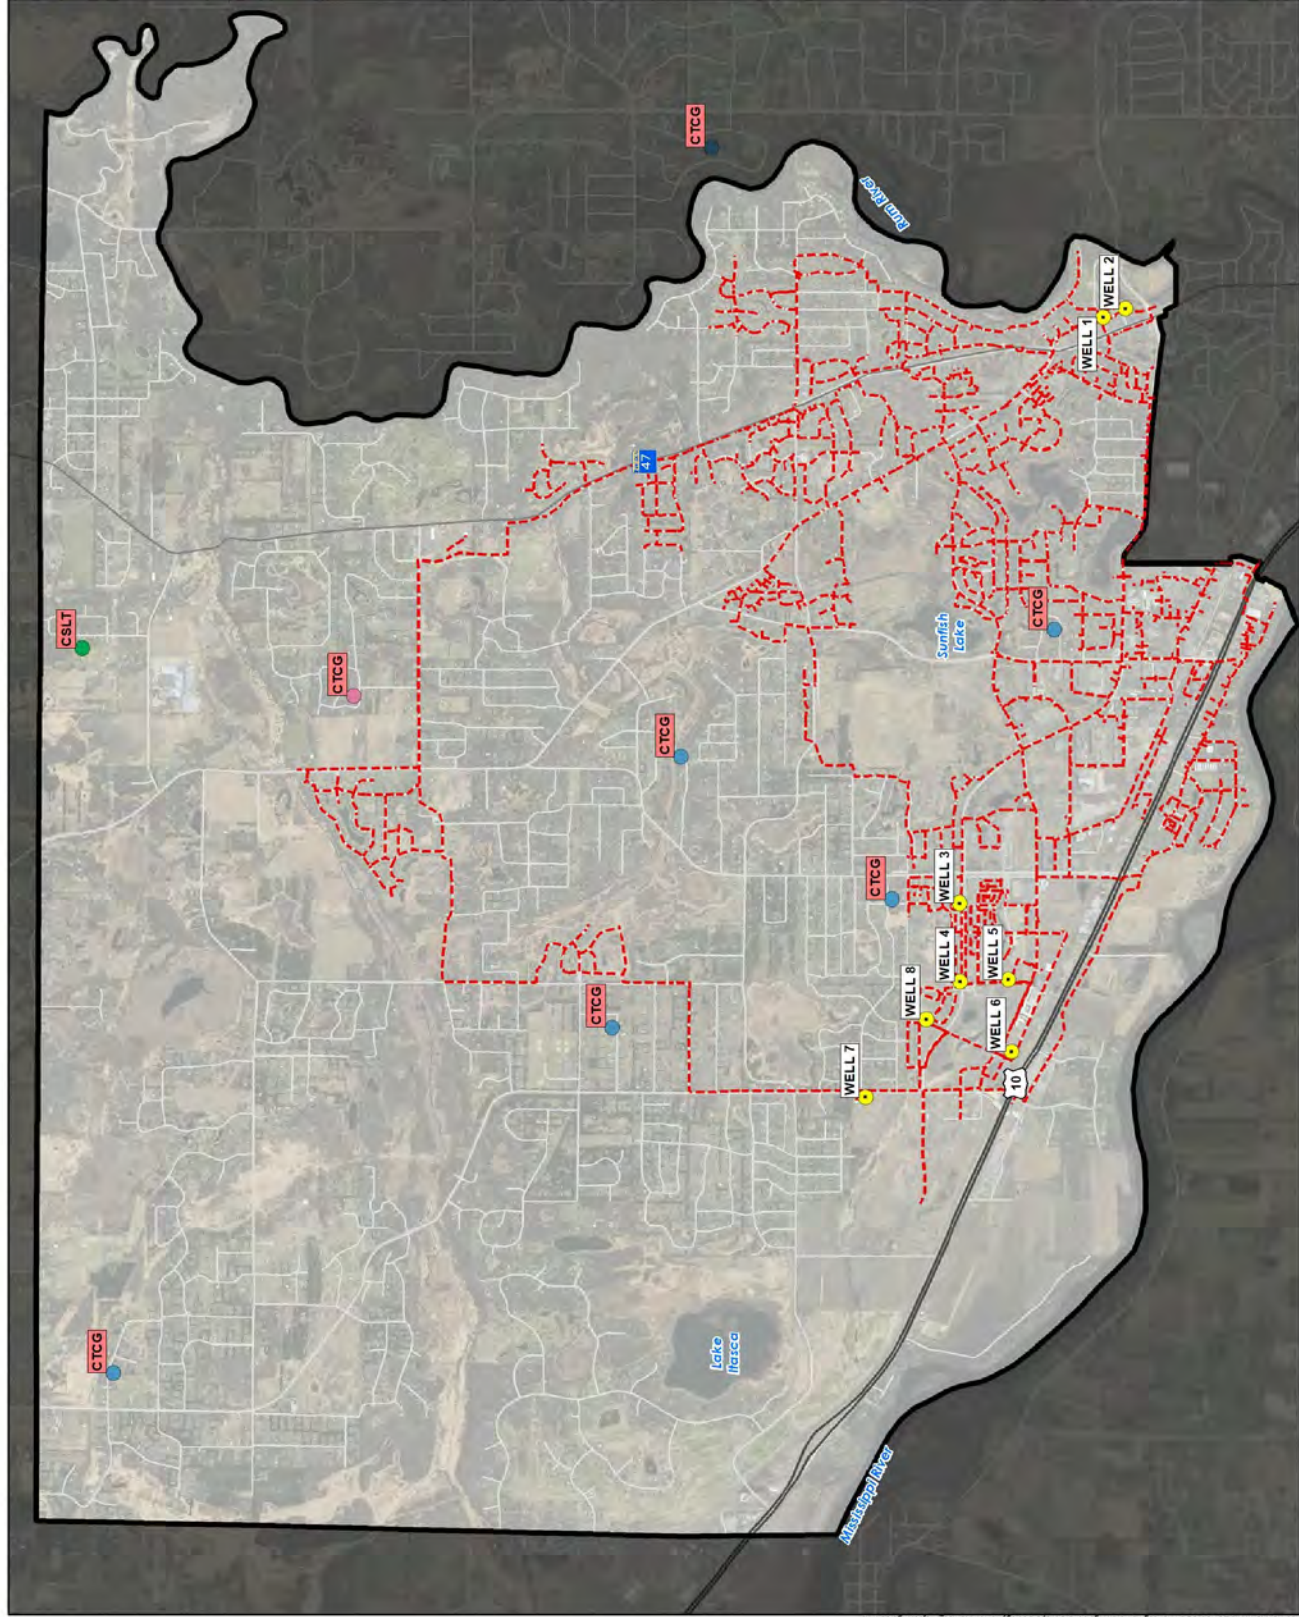 CTCG
CSLT
CTCG
CTCG
CTCG
CTCG
CTCG
CTCG
47
Rum River
WELL 1
WELL 2
Sunfish
Lake
WELL 3
WELL 4
WELL 5
WELL 8
WELL 6
WELL 7
10
Lake
Itasca
Mississippi River